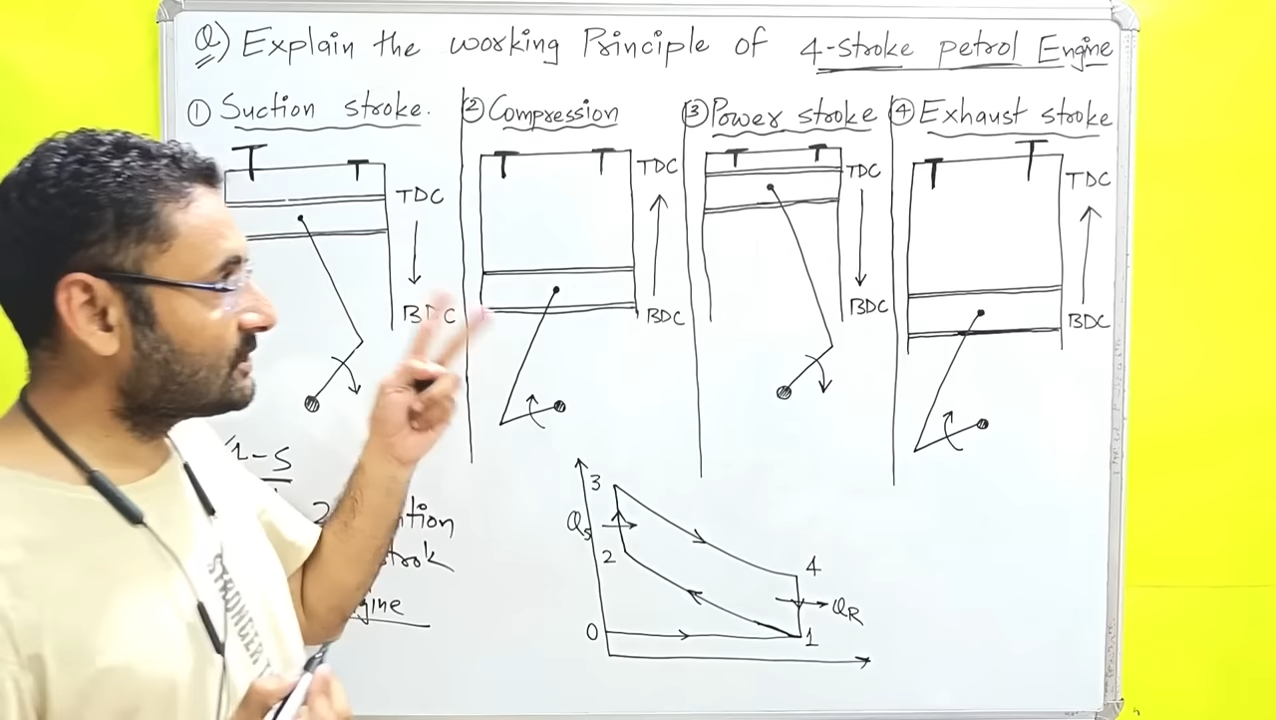 Q) Explain the working Principle of 4-stroke petrol Engine
① Suction stroke.
TDC
BDC
② Compression
TDC
BDC
③ Power stroke
TDC
BDC
④ Exhaust stroke
TDC
BDC
3
Qs
2
0
4
QR
1
STRONGER